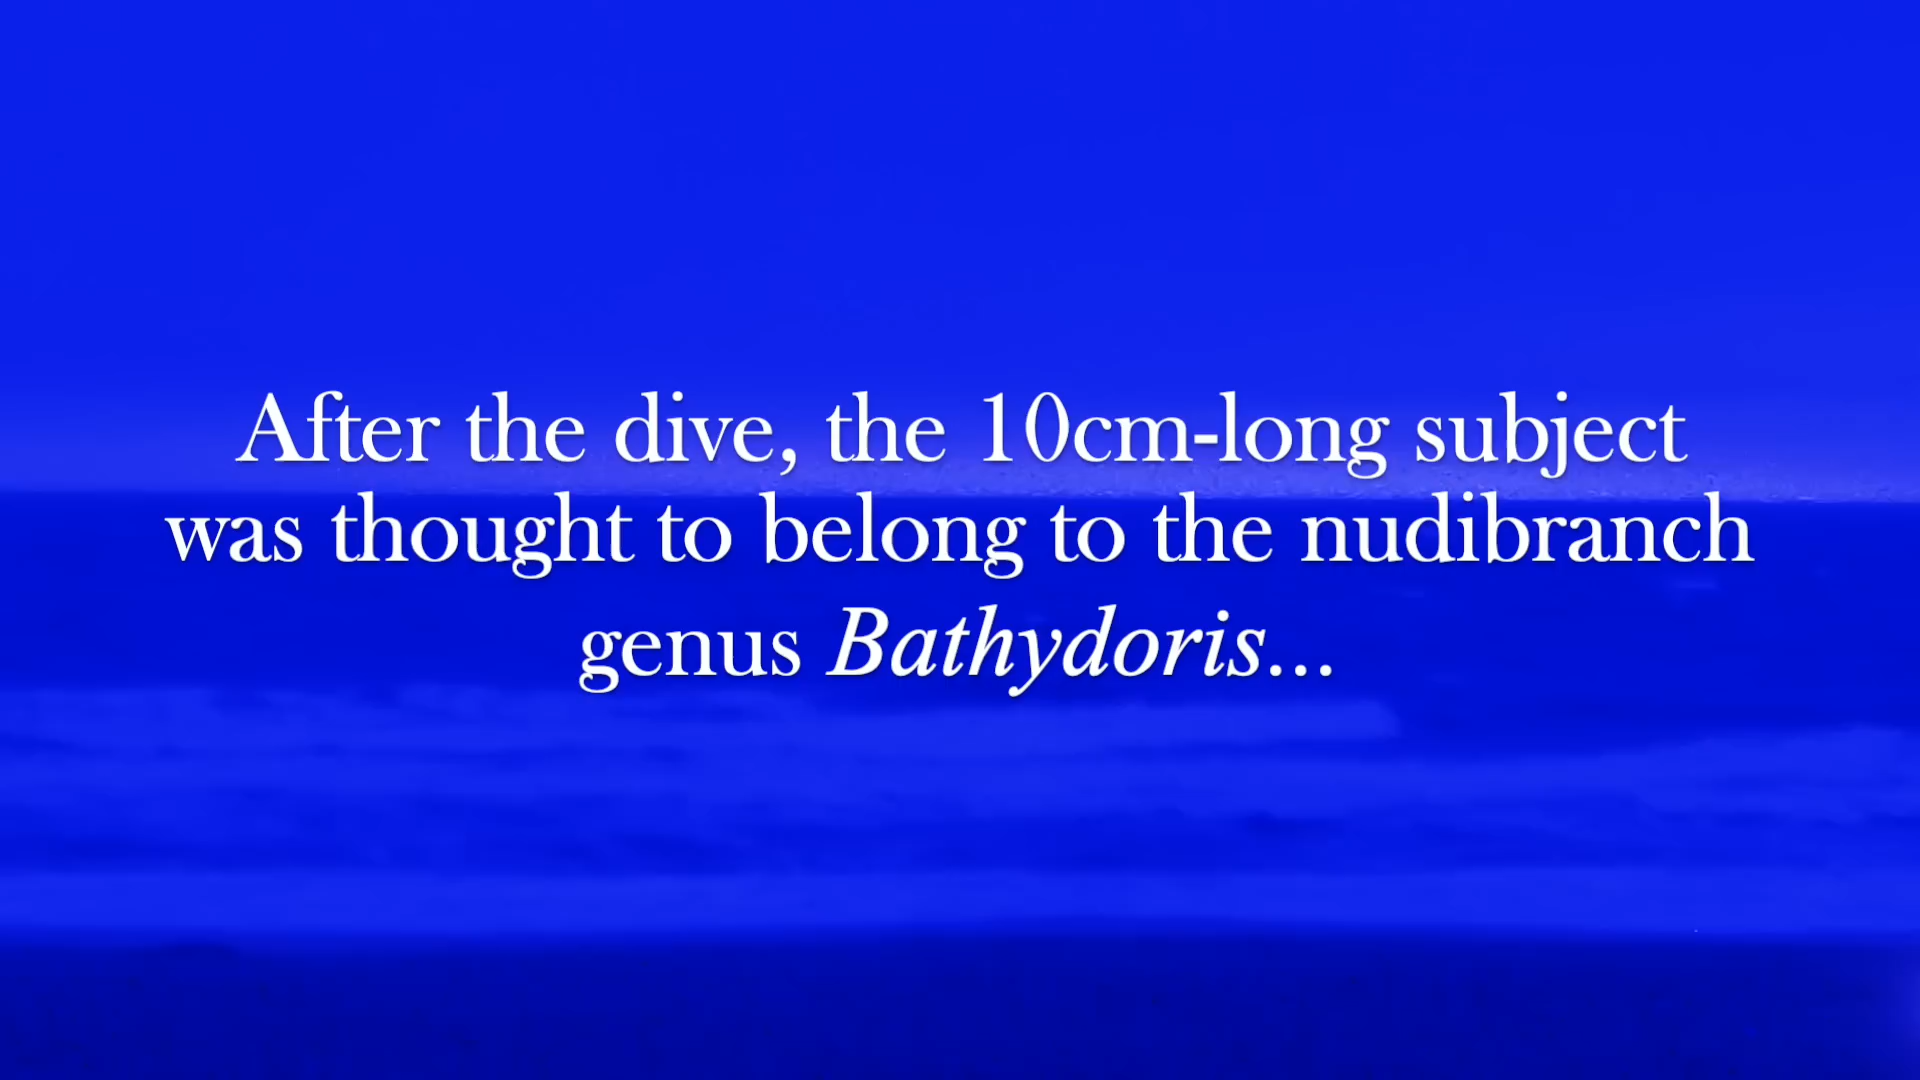 After the dive, the 10cm-long subject
was thought to belong to the nudibranch
genus Bathydoris...